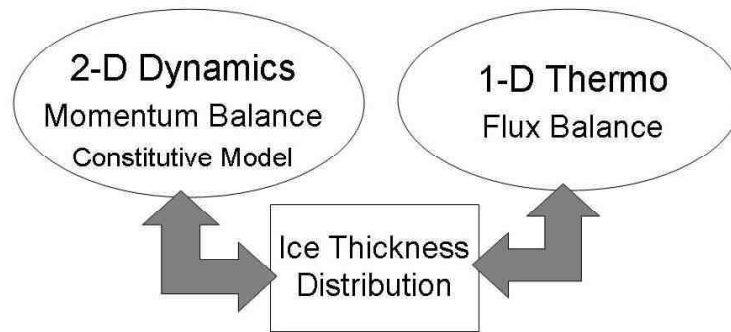 2-D Dynamics
Momentum Balance
Constitutive Model
1-D Thermo
Flux Balance
Ice Thickness
Distribution